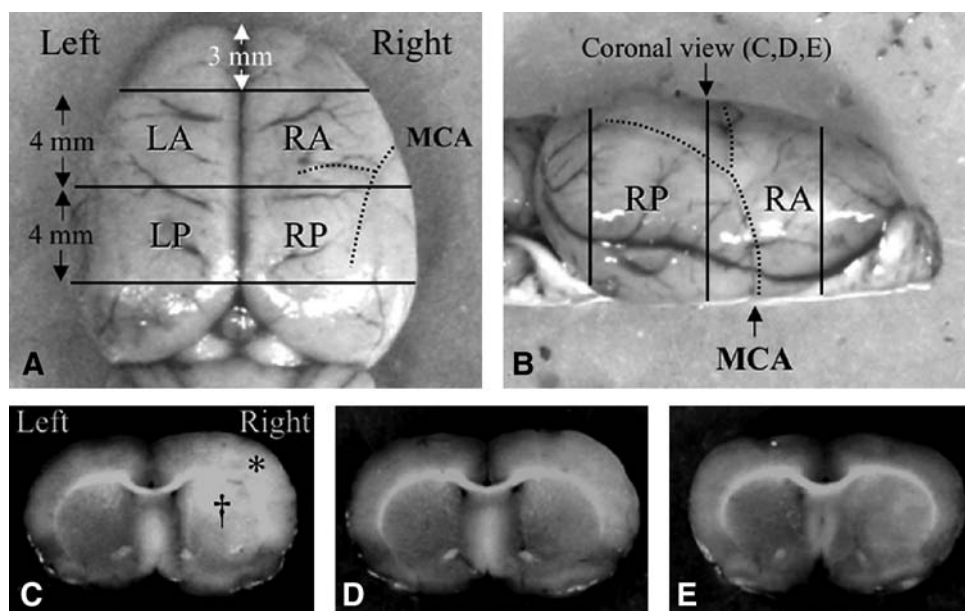 Left
Right
3 mm
4 mm
LA
RA
MCA
4 mm
LP
RP
A
Coronal view (C,D,E)
RP
RA
MCA
B
Left
Right
*
†
C
D
E